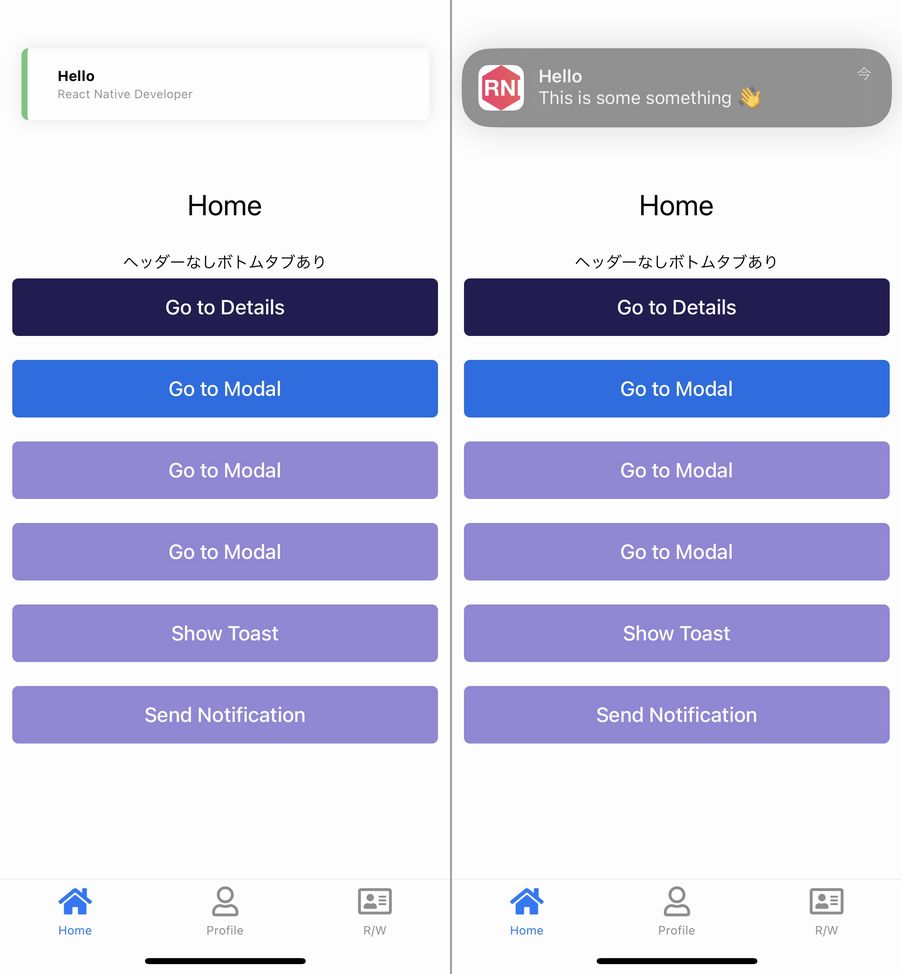 Hello
React Native Developer
Home
ヘッダーなしボトムタブあり
Go to Details
Go to Modal
Go to Modal
Go to Modal
Show Toast
Send Notification
Home
Profile
R/W
RNI
Hello
今
This is some something 👋
Home
ヘッダーなしボトムタブあり
Go to Details
Go to Modal
Go to Modal
Go to Modal
Show Toast
Send Notification
Home
Profile
R/W